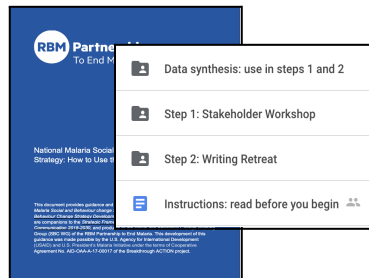 RBM Partne
To End M
National Malaria Social
Strategy: How to Use th
This document provides guidance and
Malaria Social and Behaviour change
Behaviour Change Strategy Developm
are companions to the Strategic
Communication 2018-2030, and produ
Group (SBC WG) of the RBM Partnership to End Malaria. This development of this
guidance was made possible by the U.S. Agency for International Development
(USAID) and U.S. President's Malaria Initiative under the terms of Cooperative
Agreement No. AID-OAA-A-17-00017 of the Breakthrough ACTION project.
Data synthesis: use in steps 1 and 2
Step 1: Stakeholder Workshop
Step 2: Writing Retreat
Instructions: read before you begin